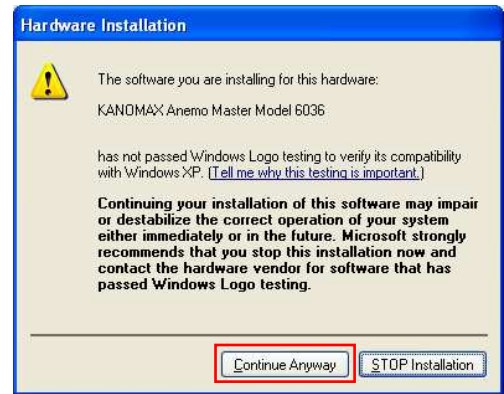 Hardware Installation
The software you are installing for this hardware:
KANOMAX Anemo Master Model 6036
has not passed Windows Logo testing to verify its compatibility
with Windows XP. (Tell me why this testing is important.)
Continuing your installation of this software may impair
or destabilize the correct operation of your system
either immediately or in the future. Microsoft strongly
recommends that you stop this installation now and
contact the hardware vendor for software that has
passed Windows Logo testing.
Continue Anyway STOP Installation